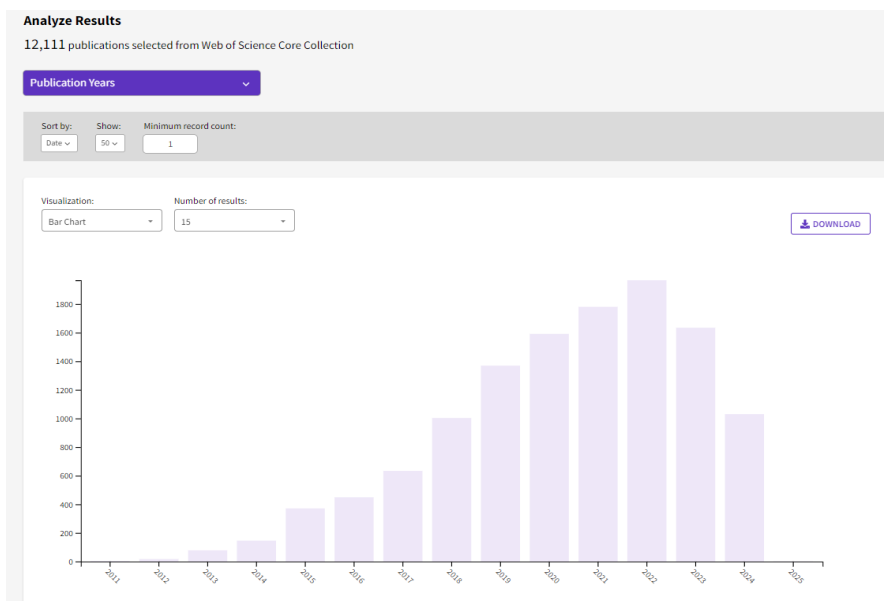 Analyze Results
12,111 publications selected from Web of Science Core Collection
Publication Years
Sort by: Show: Minimum record count:
Date 50 1
Visualization: Number of results:
Bar Chart 15
DOWNLOAD
1800
1600
1400
1200
1000
800
600
400
200
0
2011 2012 2013 2014 2015 2016 2017 2018 2019 2020 2021 2022 2023 2024 2025